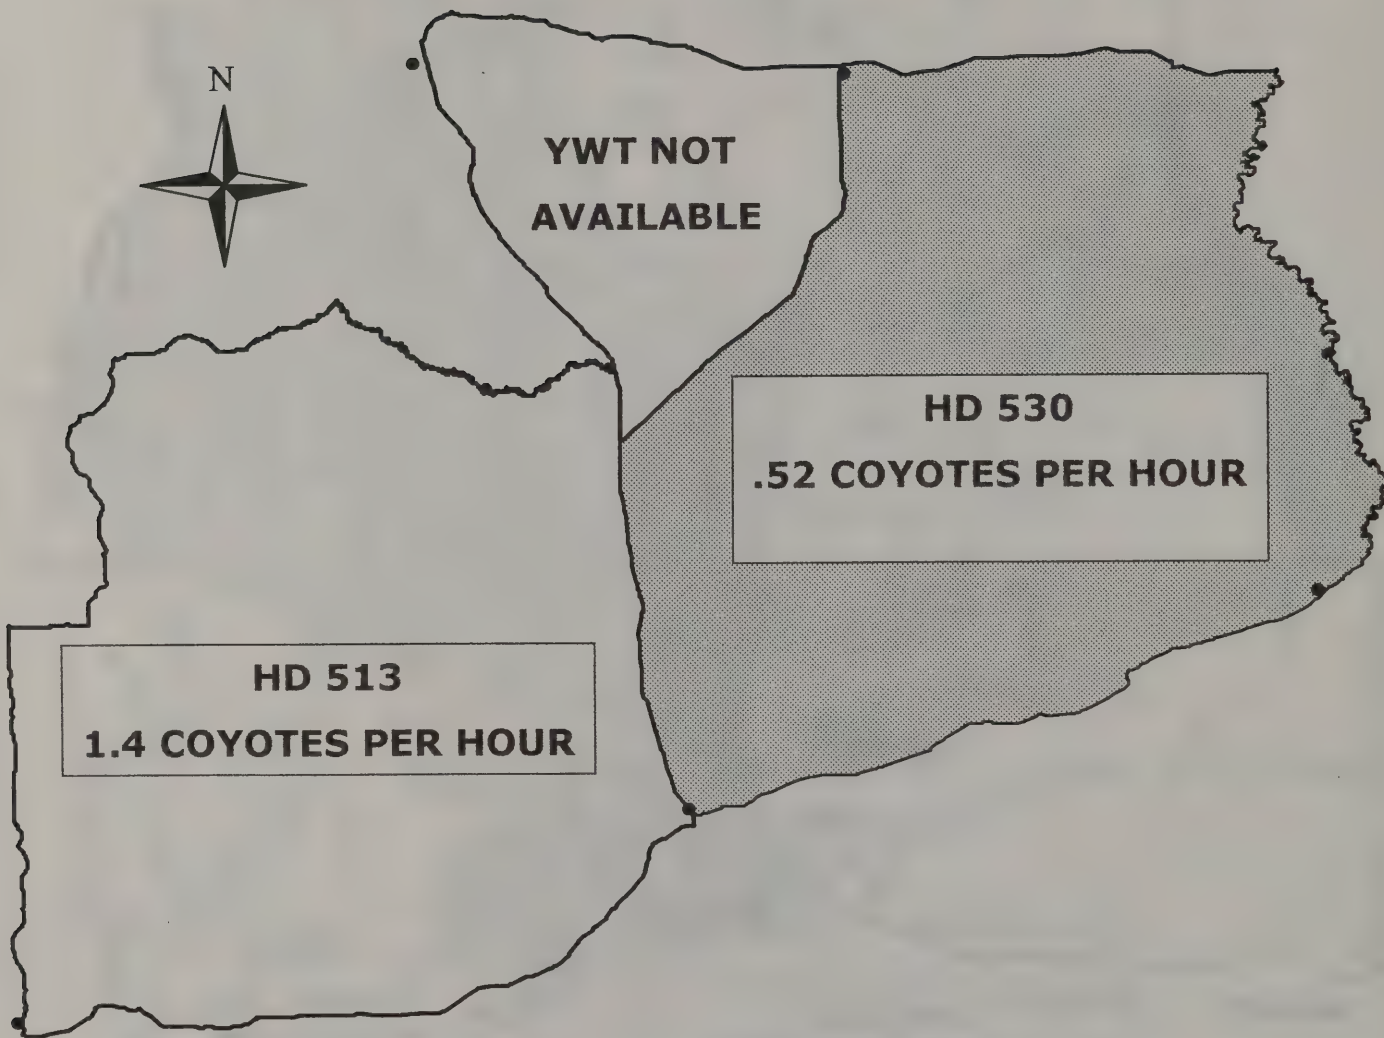 N
YWT NOT
AVAILABLE
HD 530
.52 COYOTES PER HOUR
HD 513
1.4 COYOTES PER HOUR